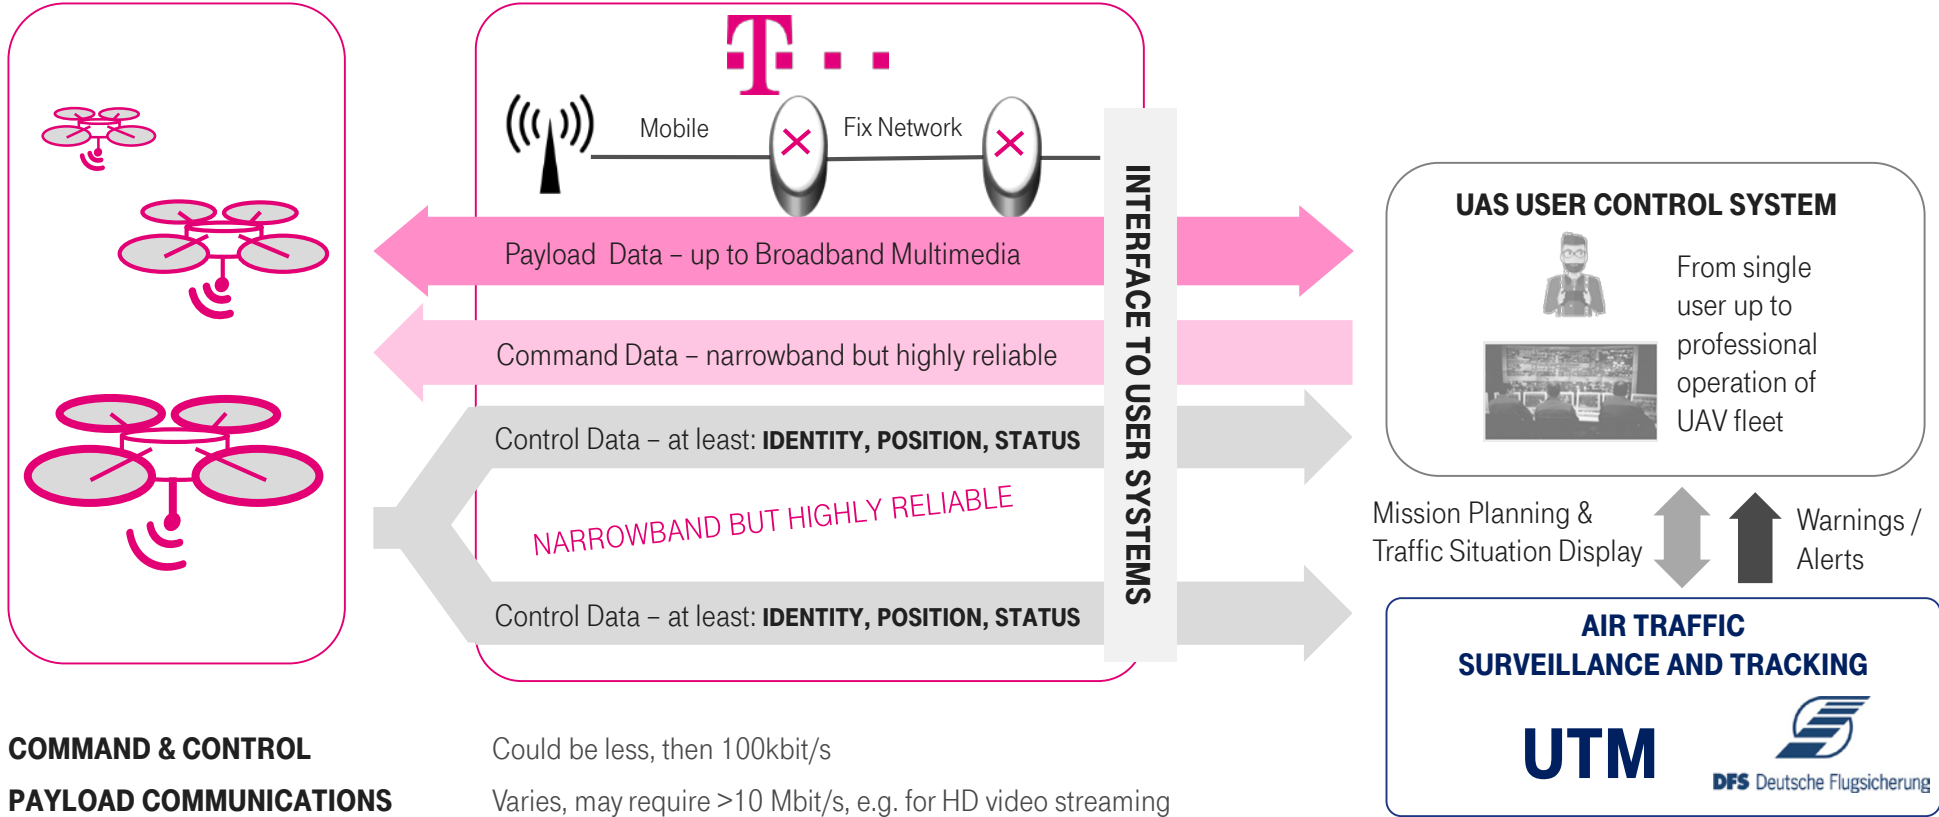 T
Mobile
Fix Network
INTERFACE TO USER SYSTEMS
Payload Data – up to Broadband Multimedia
Command Data – narrowband but highly reliable
Control Data – at least: IDENTITY, POSITION, STATUS
NARROWBAND BUT HIGHLY RELIABLE
Control Data – at least: IDENTITY, POSITION, STATUS
UAS USER CONTROL SYSTEM
From single
user up to
professional
operation of
UAV fleet
Mission Planning &
Traffic Situation Display
Warnings /
Alerts
AIR TRAFFIC
SURVEILLANCE AND TRACKING
UTM
DFS Deutsche Flugsicherung
COMMAND & CONTROL
Could be less, then 100kbit/s
PAYLOAD COMMUNICATIONS
Varies, may require >10 Mbit/s, e.g. for HD video streaming